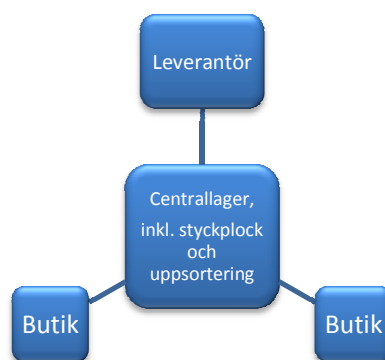 Leverantör
Centrallager,
inkl. styckplock
och
uppsortering
Butik
Butik